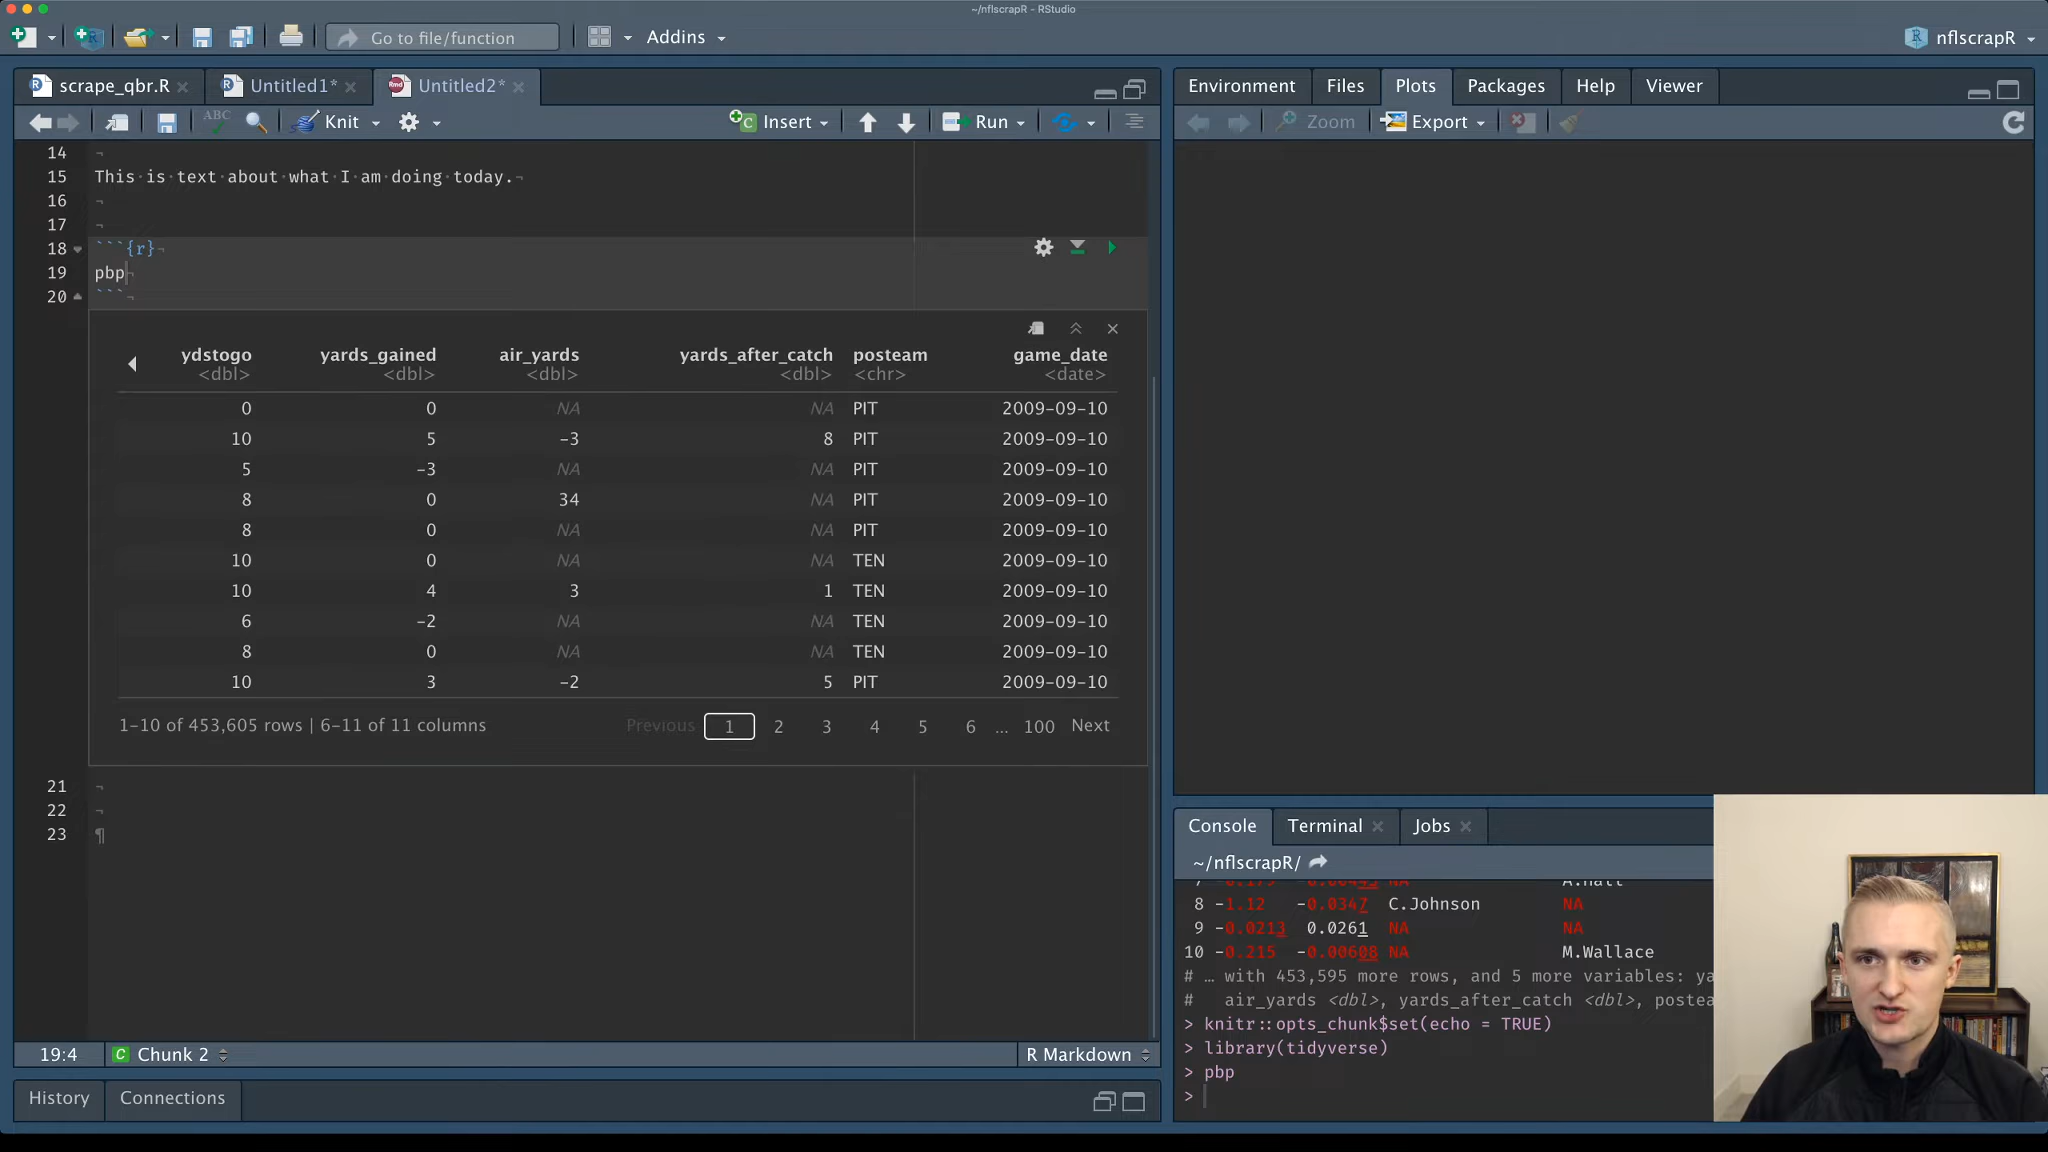 ~/nflscrapR - RStudio
Go to file/function
Addins
nflscrapR
scrape_qbr.R
Untitled1*
Untitled2*
Environment
Files
Plots
Packages
Help
Viewer
ABC
Knit
Insert
Run
Zoom
Export
14
15 This is text about what I am doing today.
16
17
18 ```{r}
19 pbp
20 ```
ydstogo yards_gained air_yards yards_after_catch posteam game_date
<dbl> <dbl> <dbl> <dbl> <chr> <date>
0 0 NA NA PIT 2009-09-10
10 5 -3 8 PIT 2009-09-10
5 -3 NA NA PIT 2009-09-10
8 0 34 NA PIT 2009-09-10
8 0 NA NA PIT 2009-09-10
10 0 NA NA TEN 2009-09-10
10 4 3 1 TEN 2009-09-10
6 -2 NA NA TEN 2009-09-10
8 0 NA NA TEN 2009-09-10
10 3 -2 5 PIT 2009-09-10
1-10 of 453,605 rows | 6-11 of 11 columns
Previous 1 2 3 4 5 6 ... 100 Next
21
22
23
19:4
Chunk 2
R Markdown
History
Connections
Console
Terminal
Jobs
~/nflscrapR/
8 -1.12 -0.0347 C.Johnson NA
9 -0.0213 0.0261 NA NA
10 -0.215 -0.00608 NA M.Wallace
# … with 453,595 more rows, and 5 more variables: ya
# air_yards <dbl>, yards_after_catch <dbl>, postea
> knitr::opts_chunk$set(echo = TRUE)
> library(tidyverse)
> pbp
>